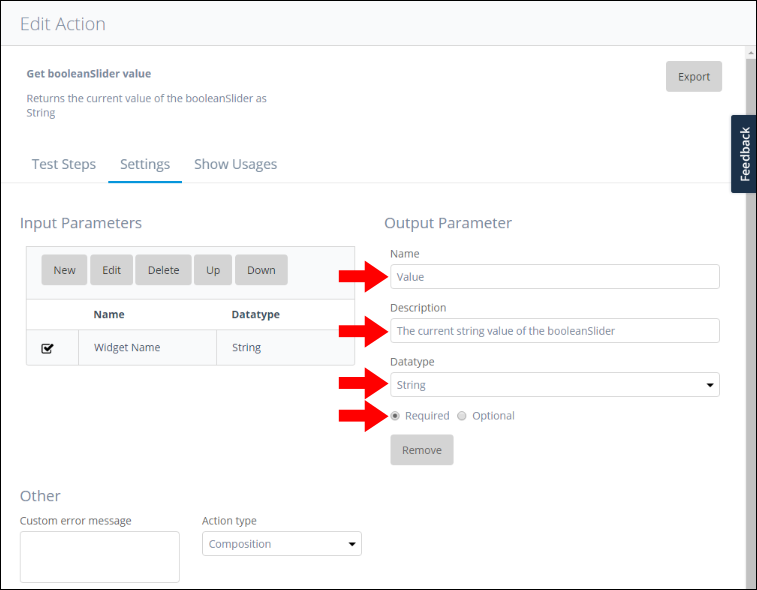 Edit Action
Get booleanSlider value
Export
Returns the current value of the booleanSlider as
String
Feedback
Test Steps Settings Show Usages
Input Parameters
New Edit Delete Up Down
Name Datatype
Widget Name String
Output Parameter
Name
Value
Description
The current string value of the booleanSlider
Datatype
String
Required Optional
Remove
Other
Custom error message
Action type
Composition